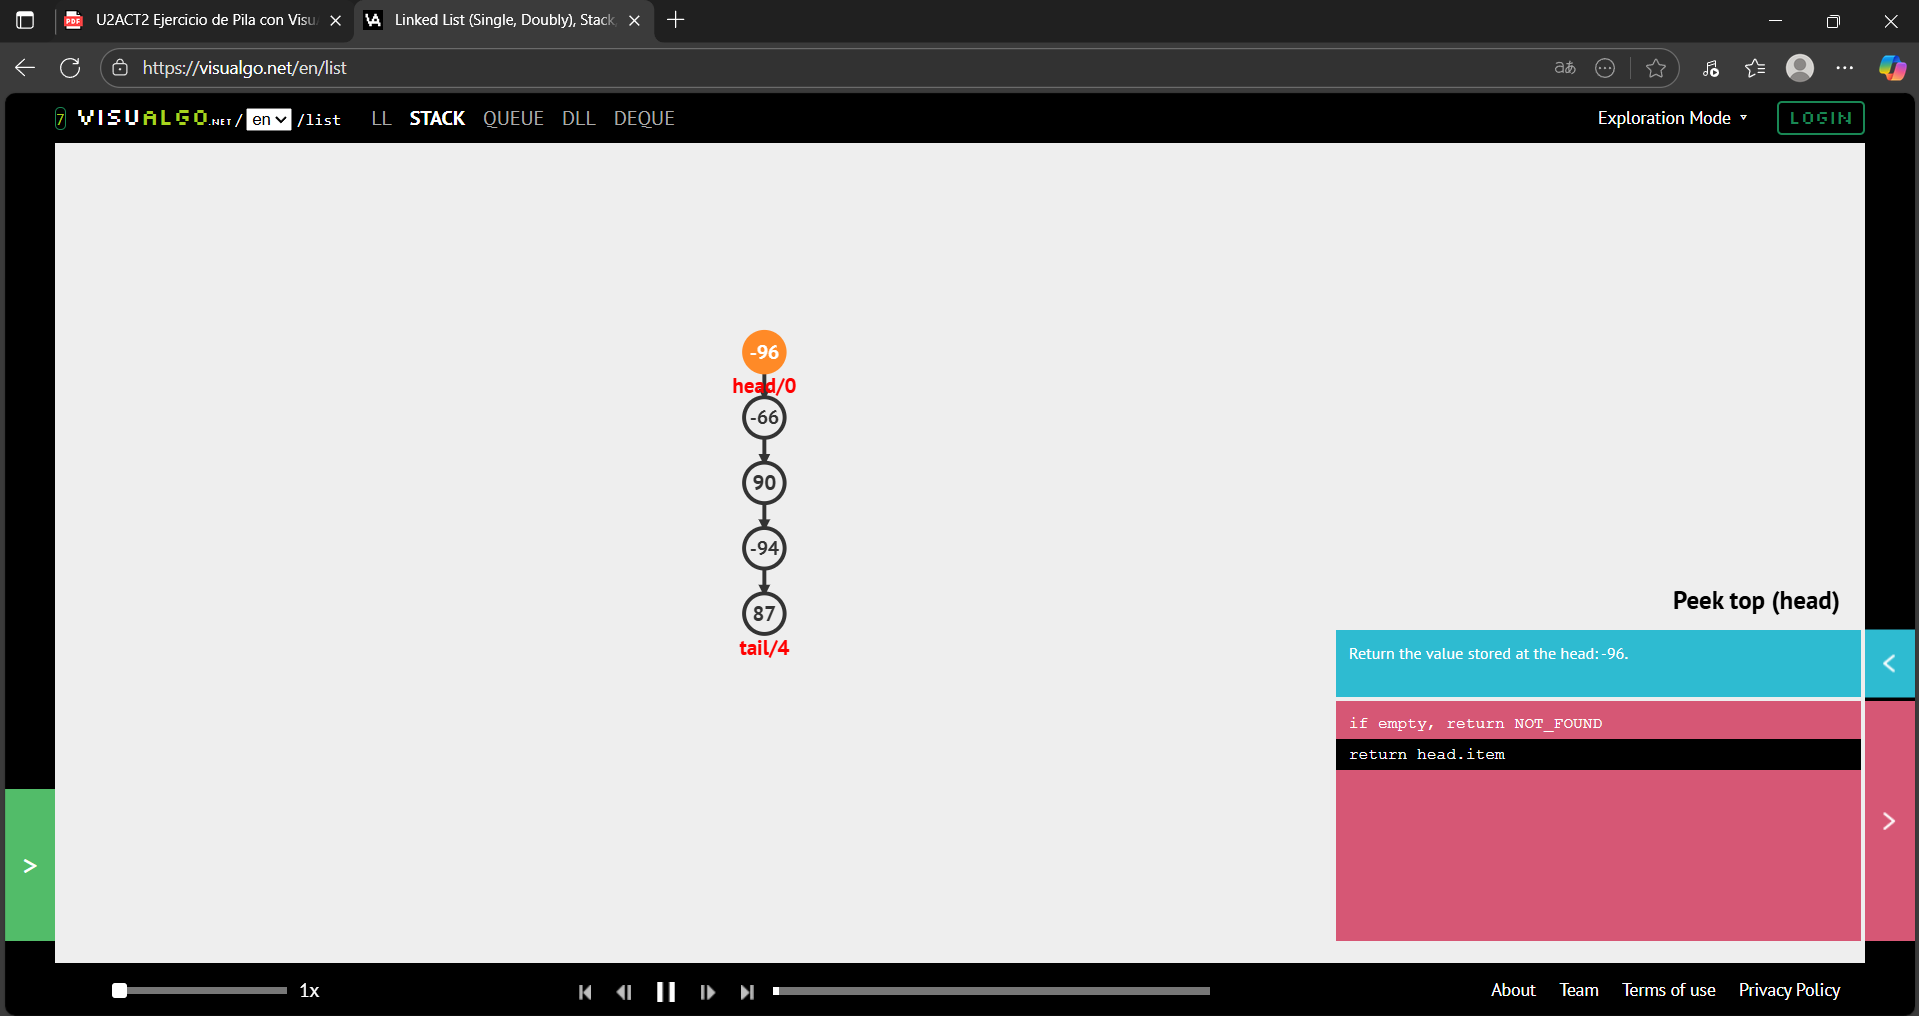 U2ACT2 Ejercicio de Pila con Visu
Linked List (Single, Doubly), Stack,
https://visualgo.net/en/list
aあ
7 VISUALGO.NET / en /list LL STACK QUEUE DLL DEQUE
Exploration Mode ▼ LOGIN
-96
head/0
-66
90
-94
87
tail/4
Peek top (head)
Return the value stored at the head: -96.
if empty, return NOT_FOUND
return head.item
1x
About Team Terms of use Privacy Policy